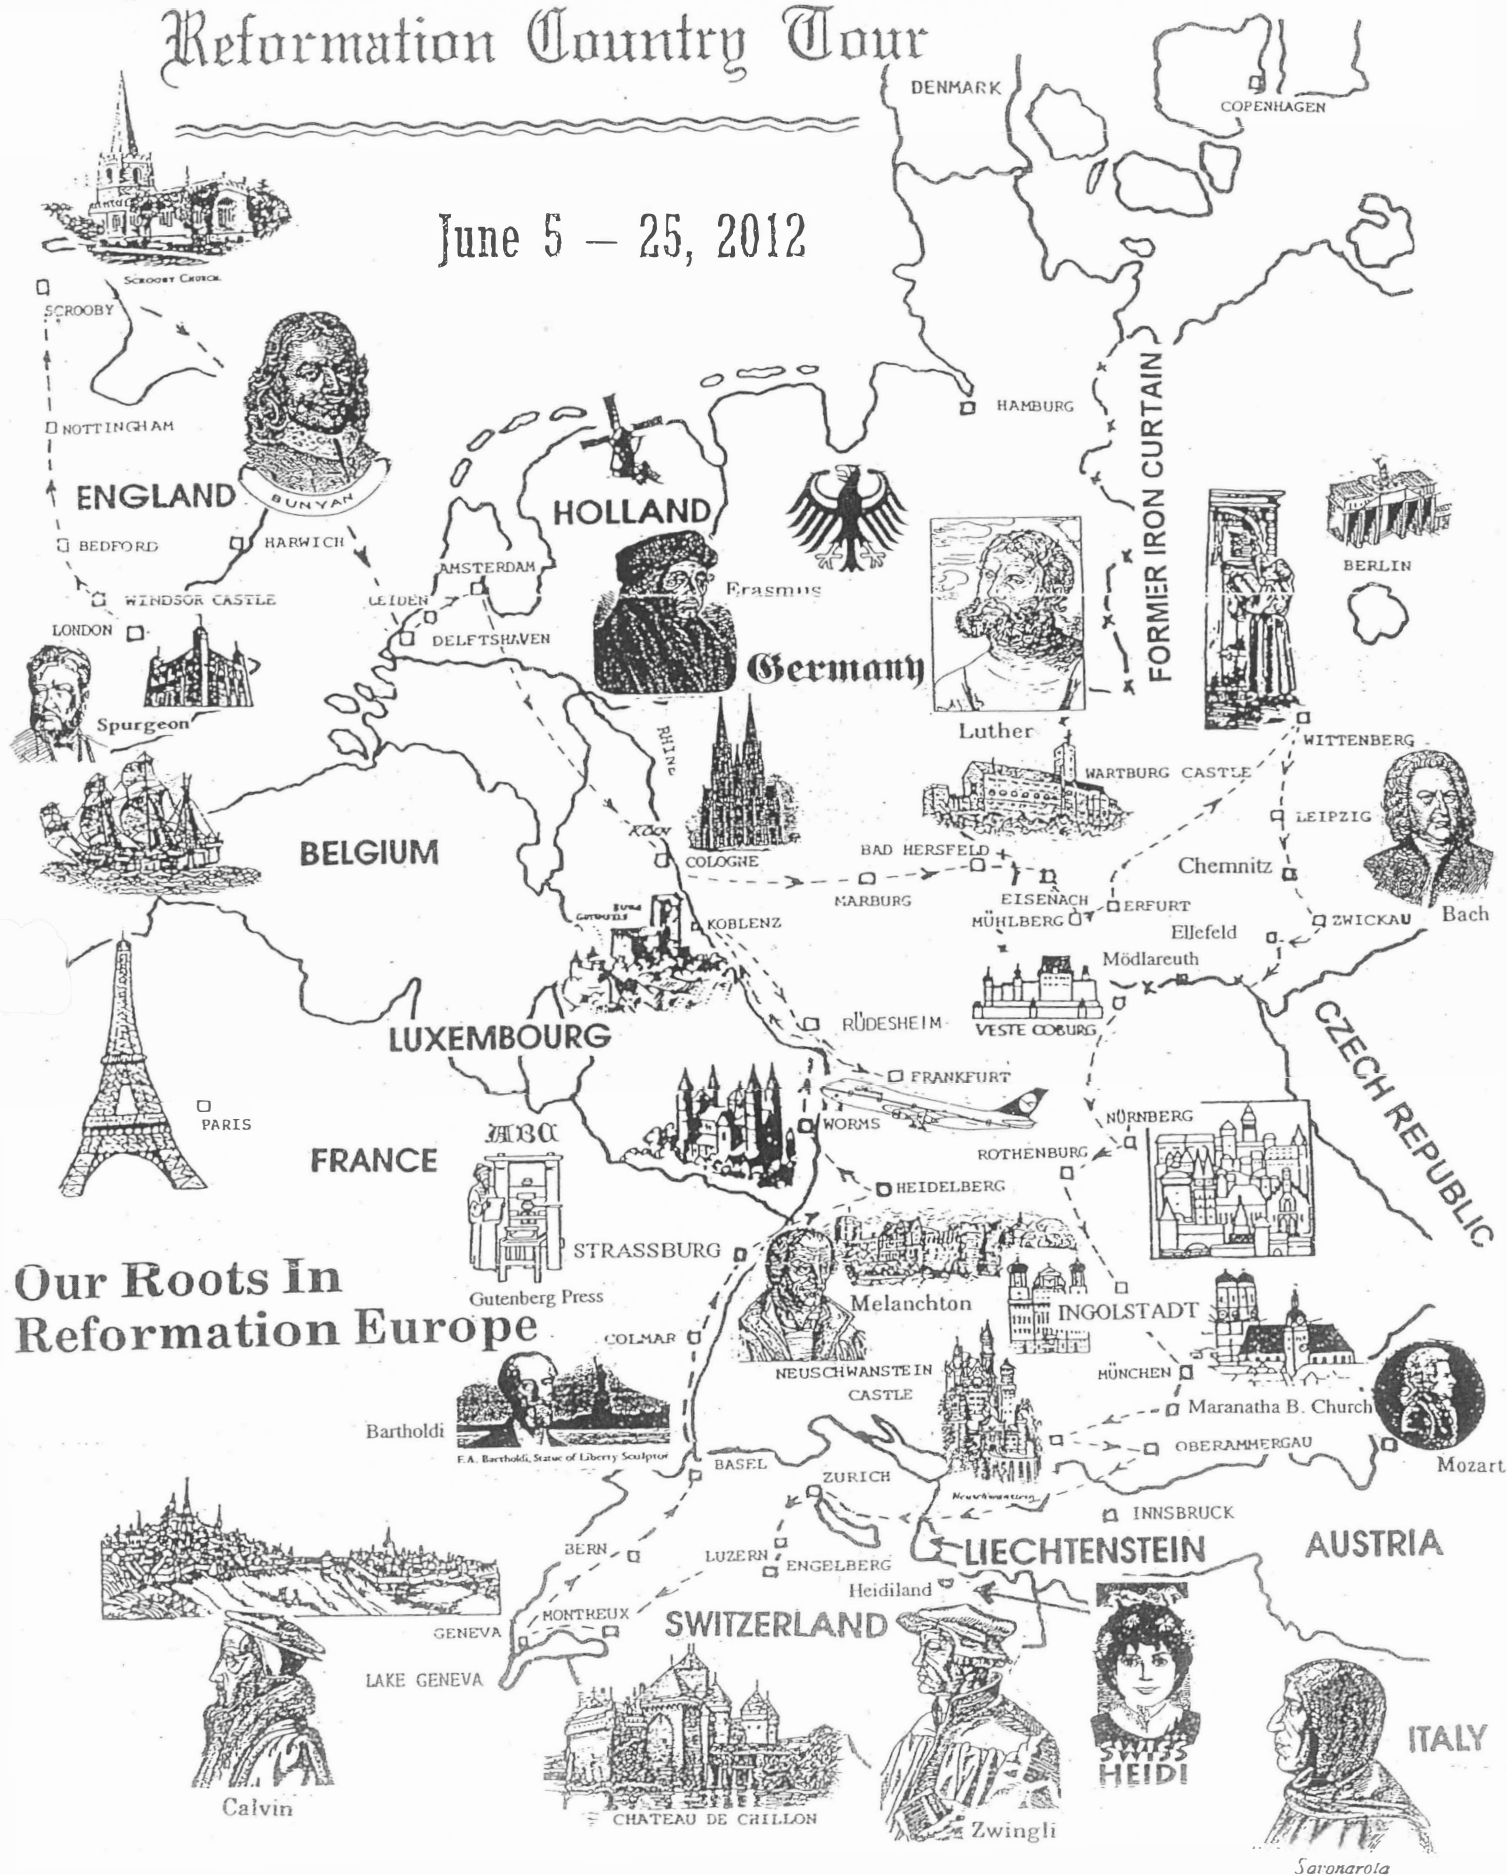 Reformation Country Tour
DENMARK
COPENHAGEN
June 5 – 25, 2012
SCROOBY CHURCH
SCROOBY
FORMER IRON CURTAIN
HAMBURG
NOTTINGHAM
ENGLAND
BUNYAN
HOLLAND
BEDFORD
HARWICH
AMSTERDAM
BERLIN
Erasmus
WINDSOR CASTLE
LEIDEN
LONDON
DELFTSHAVEN
Germany
Spurgeon
Luther
RHINE
WITTENBERG
WARTBURG CASTLE
LEIPZIG
Köln
BELGIUM
COLOGNE
BAD HERSFELD
Chemnitz
MARBURG
EISENACH
ERFURT
MÜHLBERG
ZWICKAU
Bach
KOBLENZ
Ellefeld
Mödlareuth
RÜDESHEIM
VESTE COBURG
LUXEMBOURG
CZECH REPUBLIC
FRANKFURT
PARIS
WORMS
NÜRNBERG
ABC
FRANCE
ROTHENBURG
HEIDELBERG
STRASSBURG
Our Roots In
Reformation Europe
Gutenberg Press
Melanchton
INGOLSTADT
COLMAR
NEUSCHWANSTEIN
CASTLE
MÜNCHEN
Maranatha B. Church
Bartholdi
F.A. Bartholdi, Statue of Liberty Sculptor
OBERAMMERGAU
BASEL
Mozart
ZURICH
Neuschwanstein
INNSBRUCK
BERN
LUZERN
ENGELBERG
LIECHTENSTEIN
AUSTRIA
Heidiland
MONTREUX
GENEVA
SWITZERLAND
LAKE GENEVA
SWISS
HEIDI
ITALY
Calvin
CHATEAU DE CHILLON
Zwingli
Savonarola